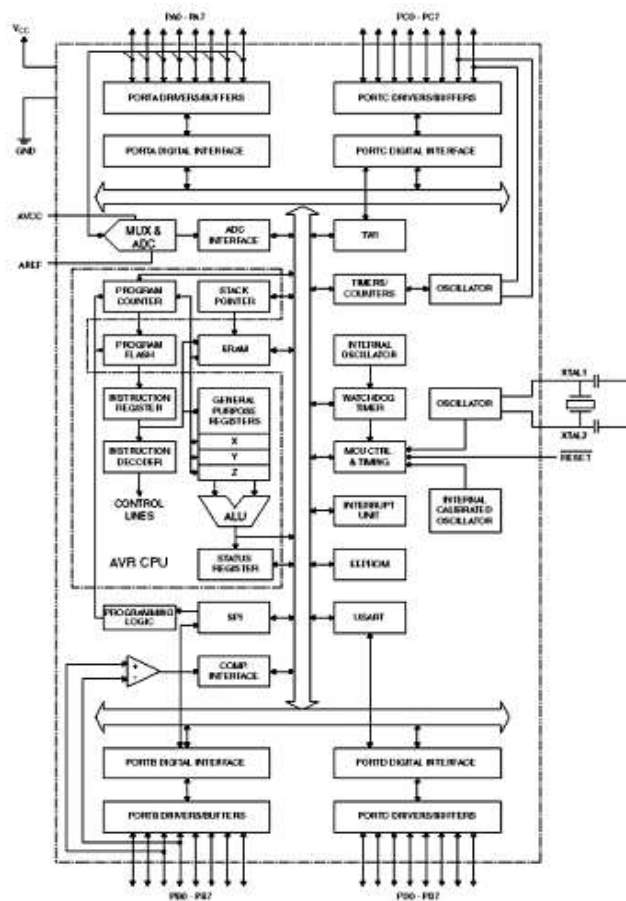 PA0 - PA7
PC0 - PC7
VCC
PORTA DRIVERS/BUFFERS
PORTC DRIVERS/BUFFERS
GND
PORTA DIGITAL INTERFACE
PORTC DIGITAL INTERFACE
AVCC
MUX &
ADC
ADC
INTERFACE
TWI
AREF
PROGRAM
COUNTER
STACK
POINTER
TIMERS/
COUNTERS
OSCILLATOR
PROGRAM
FLASH
SRAM
INTERNAL
OSCILLATOR
XTAL1
INSTRUCTION
REGISTER
GENERAL
PURPOSE
REGISTERS
WATCHDOG
TIMER
OSCILLATOR
X
XTAL2
INSTRUCTION
DECODER
Y
MCU CTRL.
& TIMING
RESET
Z
CONTROL
LINES
ALU
INTERRUPT
UNIT
INTERNAL
CALIBRATED
OSCILLATOR
AVR CPU
STATUS
REGISTER
EEPROM
PROGRAMMING
LOGIC
SPI
USART
+
-
COMP.
INTERFACE
PORTB DIGITAL INTERFACE
PORTD DIGITAL INTERFACE
PORTB DRIVERS/BUFFERS
PORTD DRIVERS/BUFFERS
PB0 - PB7
PD0 - PD7